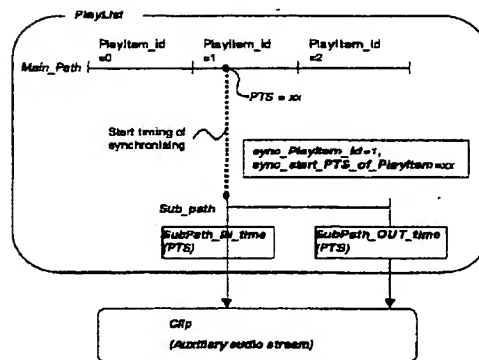 PlayList
PlayItem_id
=0
PlayItem_id
=1
PlayItem_id
=2
Main_Path
PTS = xx
Start timing of
synchronizing
sync_PlayItem_id=1,
sync_start_PTS_of_PlayItem=xx
Sub_path
SubPath_IN_time
(PTS)
SubPath_OUT_time
(PTS)
Clip
(Auxiliary audio stream)